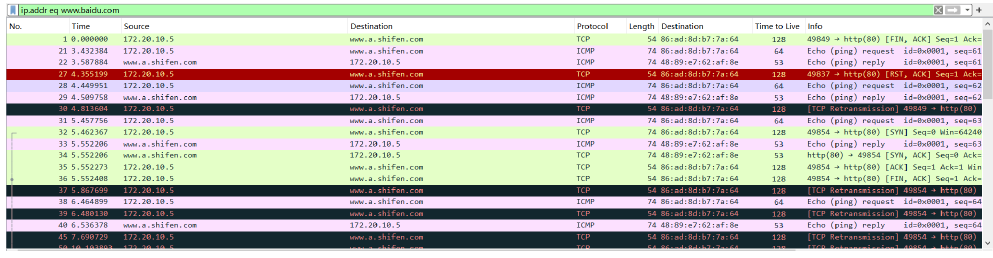 ip.addr eq www.baidu.com
No. Time Source Destination Protocol Length Destination Time to Live Info
1 0.000000 172.20.10.5 www.a.shifen.com TCP 54 86:ad:8d:b7:7a:64 128 49849 → http(80) [FIN, ACK] Seq=1 Ack=
21 3.432384 172.20.10.5 www.a.shifen.com ICMP 74 86:ad:8d:b7:7a:64 64 Echo (ping) request id=0x0001, seq=61
22 3.587884 www.a.shifen.com 172.20.10.5 ICMP 74 48:89:e7:62:af:8e 53 Echo (ping) reply id=0x0001, seq=61
27 4.355199 172.20.10.5 www.a.shifen.com TCP 54 86:ad:8d:b7:7a:64 128 49837 → http(80) [RST, ACK] Seq=1 Ack=
28 4.449951 172.20.10.5 www.a.shifen.com ICMP 74 86:ad:8d:b7:7a:64 64 Echo (ping) request id=0x0001, seq=62
29 4.509758 www.a.shifen.com 172.20.10.5 ICMP 74 48:89:e7:62:af:8e 53 Echo (ping) reply id=0x0001, seq=62
30 4.813604 172.20.10.5 www.a.shifen.com TCP 54 86:ad:8d:b7:7a:64 128 [TCP Retransmission] 49849 → http(80)
31 5.457756 172.20.10.5 www.a.shifen.com ICMP 74 86:ad:8d:b7:7a:64 64 Echo (ping) request id=0x0001, seq=63
32 5.462367 172.20.10.5 www.a.shifen.com TCP 74 86:ad:8d:b7:7a:64 128 49854 → http(80) [SYN] Seq=0 Win=64240
33 5.552206 www.a.shifen.com 172.20.10.5 ICMP 74 48:89:e7:62:af:8e 53 Echo (ping) reply id=0x0001, seq=63
34 5.552206 www.a.shifen.com 172.20.10.5 TCP 74 48:89:e7:62:af:8e 53 http(80) → 49854 [SYN, ACK] Seq=0 Ack=
35 5.552273 172.20.10.5 www.a.shifen.com TCP 54 86:ad:8d:b7:7a:64 128 49854 → http(80) [ACK] Seq=1 Ack=1 Win
36 5.552408 172.20.10.5 www.a.shifen.com TCP 54 86:ad:8d:b7:7a:64 128 49854 → http(80) [FIN, ACK] Seq=1 Ack=
37 5.867699 172.20.10.5 www.a.shifen.com TCP 54 86:ad:8d:b7:7a:64 128 [TCP Retransmission] 49854 → http(80)
38 6.464899 172.20.10.5 www.a.shifen.com ICMP 74 86:ad:8d:b7:7a:64 64 Echo (ping) request id=0x0001, seq=64
39 6.480130 172.20.10.5 www.a.shifen.com TCP 54 86:ad:8d:b7:7a:64 128 [TCP Retransmission] 49854 → http(80)
40 6.536378 www.a.shifen.com 172.20.10.5 ICMP 74 48:89:e7:62:af:8e 53 Echo (ping) reply id=0x0001, seq=64
45 7.690729 172.20.10.5 www.a.shifen.com TCP 54 86:ad:8d:b7:7a:64 128 [TCP Retransmission] 49854 → http(80)
50 172.20.10.5 www.a.shifen.com TCP 54 86:ad:8d:b7:7a:64 128 [TCP Retransmission] 49854 → http(80)